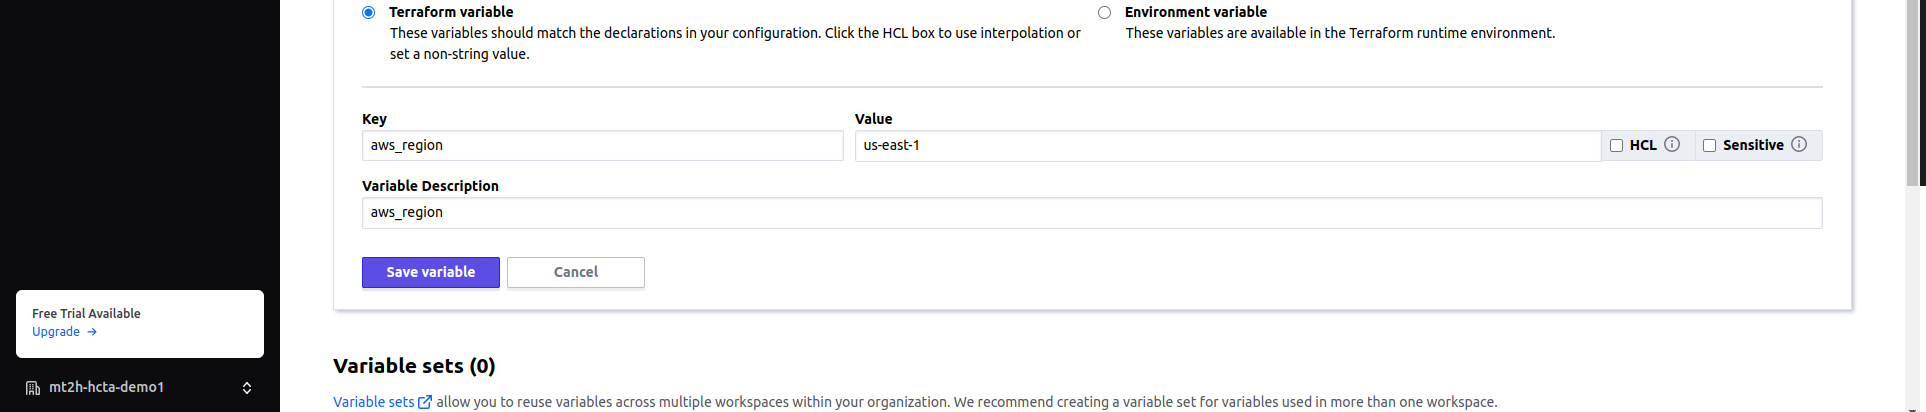 Terraform variable
These variables should match the declarations in your configuration. Click the HCL box to use interpolation or
set a non-string value.
Environment variable
These variables are available in the Terraform runtime environment.
Key
aws_region
Value
us-east-1
HCL
Sensitive
Variable Description
aws_region
Save variable
Cancel
Free Trial Available
Upgrade →
mt2h-hcta-demo1
Variable sets (0)
Variable sets allow you to reuse variables across multiple workspaces within your organization. We recommend creating a variable set for variables used in more than one workspace.